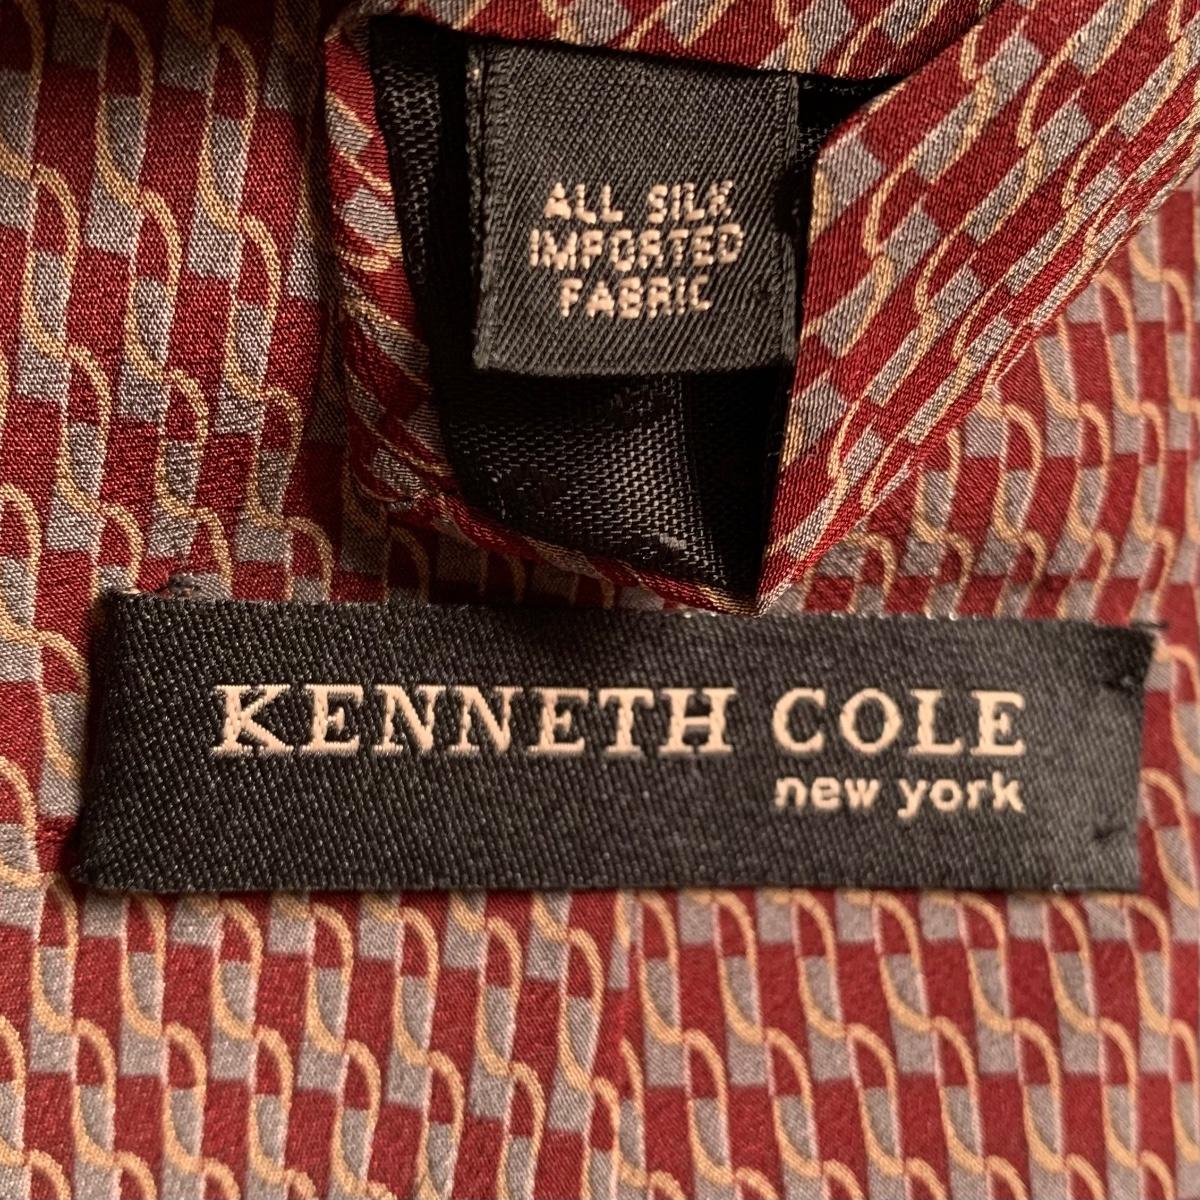 ALL SILK
IMPORTED
FABRIC
KENNETH COLE
new york